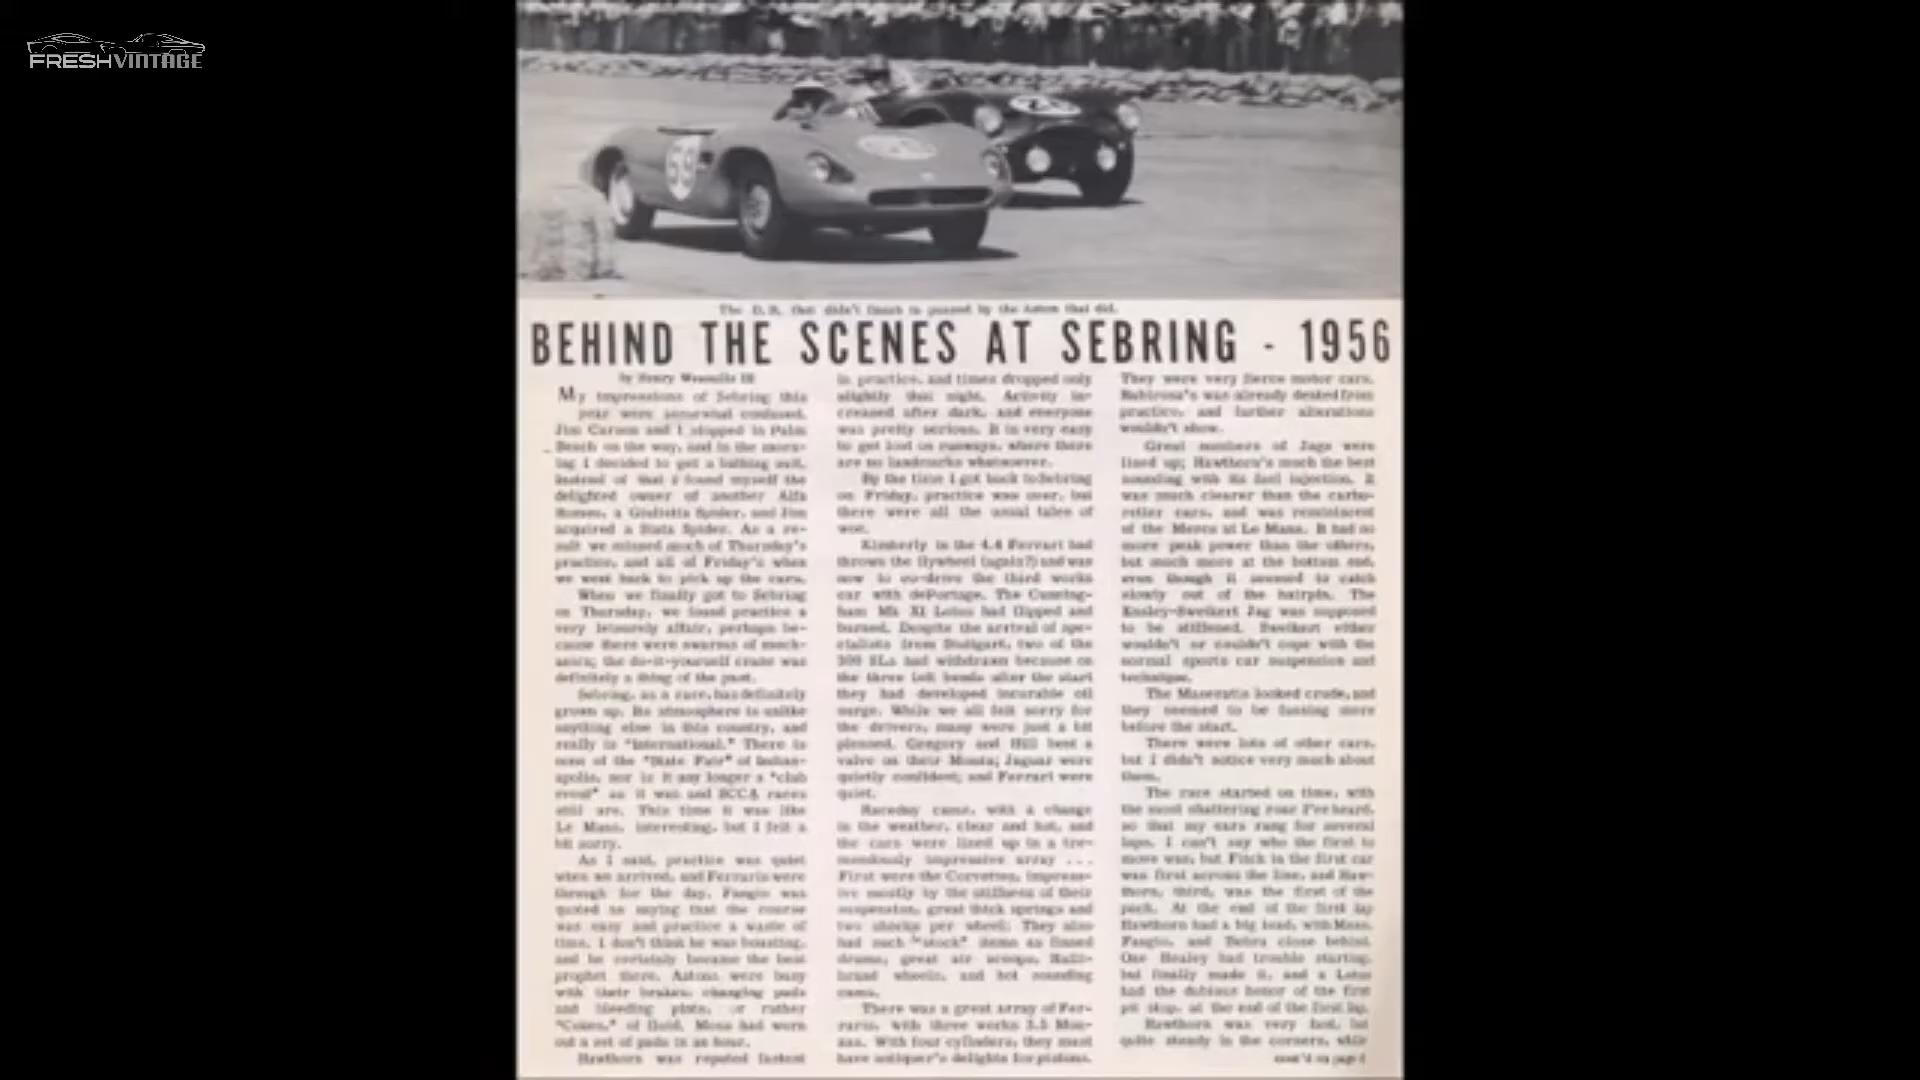 FRESHVINTAGE
The D.B. that didn't finish is passed by the Aston that did.
BEHIND THE SCENES AT SEBRING - 1956
by Henry III
My impressions of Sebring this
year were somewhat confused.
Jim Carson and I stopped in Palm
Beach on the way, and in the morn-
ing I decided to get a bathing suit.
Instead of that I found myself the
delighted owner of another Alfa
Romeo, a Giulietta Spider, and Jim
acquired a Siata Spider. As a re-
sult we missed much of Thursday's
practice, and all of Friday's when
we went back to pick up the cars.
When we finally got to Sebring
on Thursday, we found practice a
very leisurely affair, perhaps be-
cause there were swarms of mech-
anics; the do-it-yourself craze was
definitely a thing of the past.
Sebring, as a race, has definitely
grown up. Its atmosphere is unlike
anything else in this country, and
really is "international." There is
none of the "State Fair" of Indian-
apolis, nor is it any longer a "club
event" as it was and SCCA races
still are. This time it was like
Le Mans, interesting, but I felt a
bit sorry.
As I said, practice was quiet
when we arrived, and Ferraris were
through for the day. Fangio was
quoted as saying that the course
was easy and practice a waste of
time. I don't think he was boasting,
and he certainly became the best
prophet there. Astons were busy
with their brakes, changing pads
and bleeding pints, or rather
"Cokes," of fluid. Moss had worn
out a set of pads in an hour.
Hawthorn was reputed fastest
in practice, and times dropped only
slightly that night. Activity in-
creased after dark, and everyone
was pretty serious. It is very easy
to get lost on runways, where there
are no landmarks whatsoever.
By the time I got back to Sebring
on Friday, practice was over, but
there were all the usual tales of
woe.
Kimberly in the 4.4 Ferrari had
thrown the flywheel (again?) and was
now to co-drive the third works
car with dePortago. The Cunning-
ham Mk XI Lotus had flipped and
burned. Despite the arrival of spe-
cialists from Stuttgart, two of the
300 SLs had withdrawn because on
the three left bends after the start
they had developed incurable oil
surge. While we all felt sorry for
the drivers, many were just a bit
pleased. Gregory and Hill bent a
valve on their Monza; Jaguar were
quietly confident; and Ferrari were
quiet.
Raceday came, with a change
in the weather, clear and hot, and
the cars were lined up in a tre-
mendously impressive array . . .
First were the Corvettes, impress-
ive mostly by the stiffness of their
suspension, great thick springs and
two shocks per wheel. They also
had such "stock" items as finned
drums, great air scoops, Halli-
brand wheels, and hot sounding
cams.
There was a great array of Fer-
raris, with three works 3.5 Mon-
zas. With four cylinders, they must
have antiquer's delights for pistons.
They were very fierce motor cars.
Rubirosa's was already dented from
practice, and further alterations
wouldn't show.
Great numbers of Jags were
lined up; Hawthorn's much the best
sounding with its fuel injection. It
was much clearer than the carbu-
retter cars, and was reminiscent
of the Mercs at Le Mans. It had no
more peak power than the others,
but much more at the bottom end,
even though it seemed to catch
slowly out of the hairpin. The
Ensley-Sweikert Jag was supposed
to be stiffened. Sweikert either
wouldn't or couldn't cope with the
normal sports car suspension and
technique.
The Maseratis looked crude, and
they seemed to be fussing more
before the start.
There were lots of other cars,
but I didn't notice very much about
them.
The race started on time, with
the most shattering roar I've heard,
so that my ears rang for several
laps. I can't say who the first to
move was, but Fitch in the first car
was first across the line, and Haw-
thorn, third, was the first of the
pack. At the end of the first lap
Hawthorn had a big lead, with Moss,
Fangio, and Behra close behind.
One Healey had trouble starting,
but finally made it, and a Lotus
had the dubious honor of the first
pit stop, at the end of the first lap.
Hawthorn was very fast, but
quite steady in the corners, while
cont'd on page